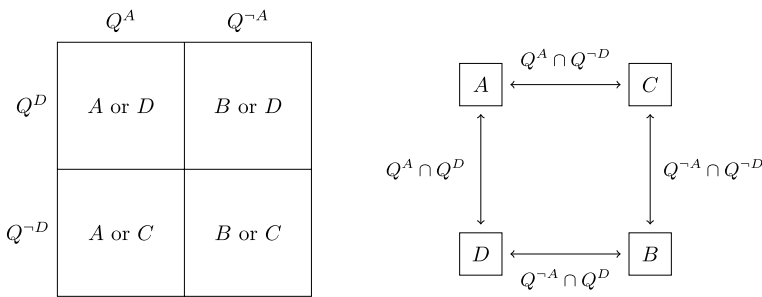 Q^A Q^{¬A}
Q^D A or D B or D
Q^{¬D} A or C B or C
Q^A ∩ Q^{¬D}
A C
Q^A ∩ Q^D Q^{¬A} ∩ Q^{¬D}
D B
Q^{¬A} ∩ Q^D